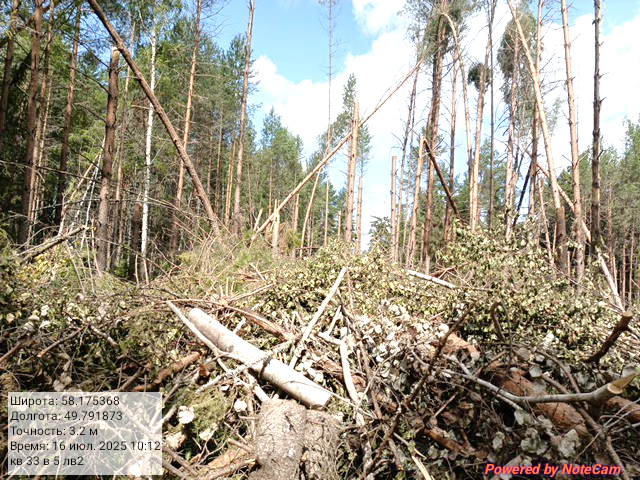 Широта: 58.175368
Долгота: 49.791873
Точность: 3.2 м
Время: 16 июл. 2025 10:12
кв 33 в 5 лв2
Powered by NoteCam